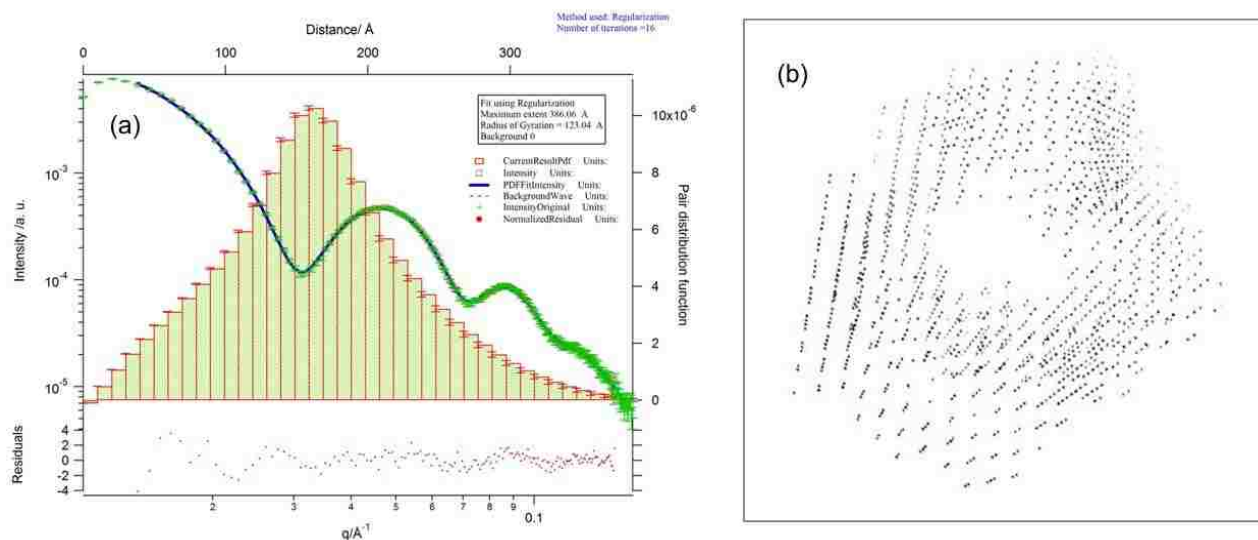 Method used: Regularization
Number of iterations =16
Distance/ Å
0 100 200 300
(a)
Fit using Regularization
Maximum extent 386.06 Å
Radius of Gyration = 123.04 Å
Background 0
CurrentResultPdf Units:
Intensity Units:
PDFFitIntensity Units:
BackgroundWave Units:
IntensityOriginal Units:
NormalizedResidual Units:
Intensity /a. u.
10⁻³
10⁻⁴
10⁻⁵
10x10⁻⁶
8
6
4
2
0
Pair distribution function
Residuals
4
2
0
-2
-4
2 3 4 5 6 7 8 9 0.1
q/Å⁻¹
(b)